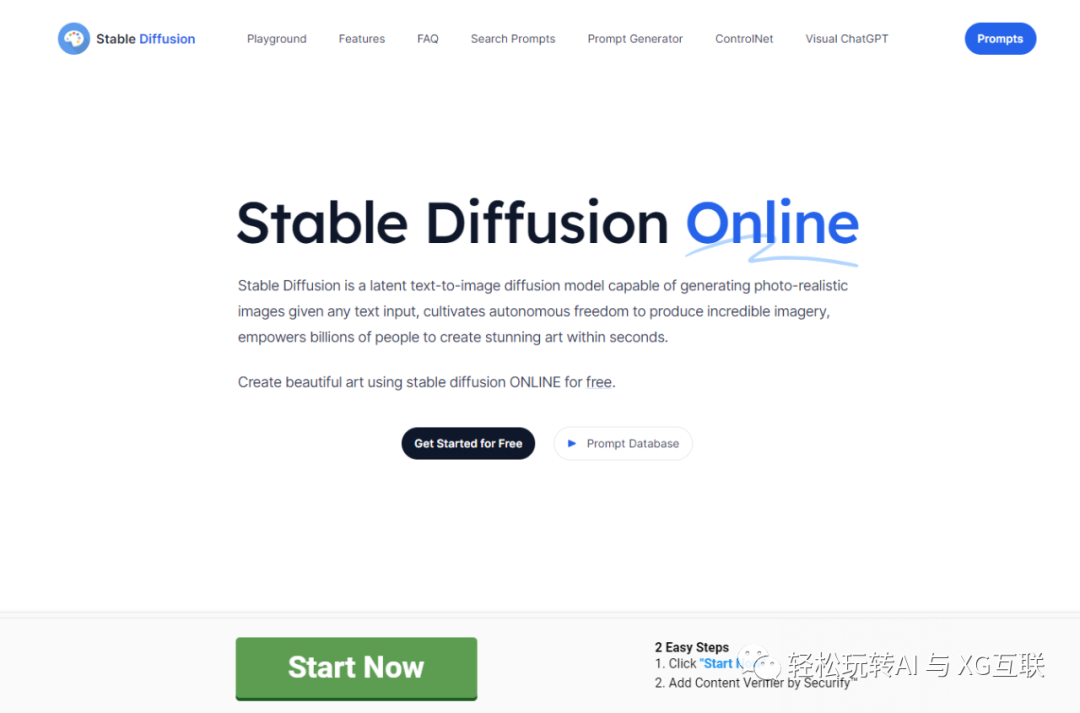 Stable Diffusion
Playground
Features
FAQ
Search Prompts
Prompt Generator
ControlNet
Visual ChatGPT
Prompts
Stable Diffusion Online
Stable Diffusion is a latent text-to-image diffusion model capable of generating photo-realistic
images given any text input, cultivates autonomous freedom to produce incredible imagery,
empowers billions of people to create stunning art within seconds.
Create beautiful art using stable diffusion ONLINE for free.
Get Started for Free
Prompt Database
Start Now
2 Easy Steps
1. Click "Start
2. Add Content Verifier by Securify™
轻松玩转AI 与 XG互联